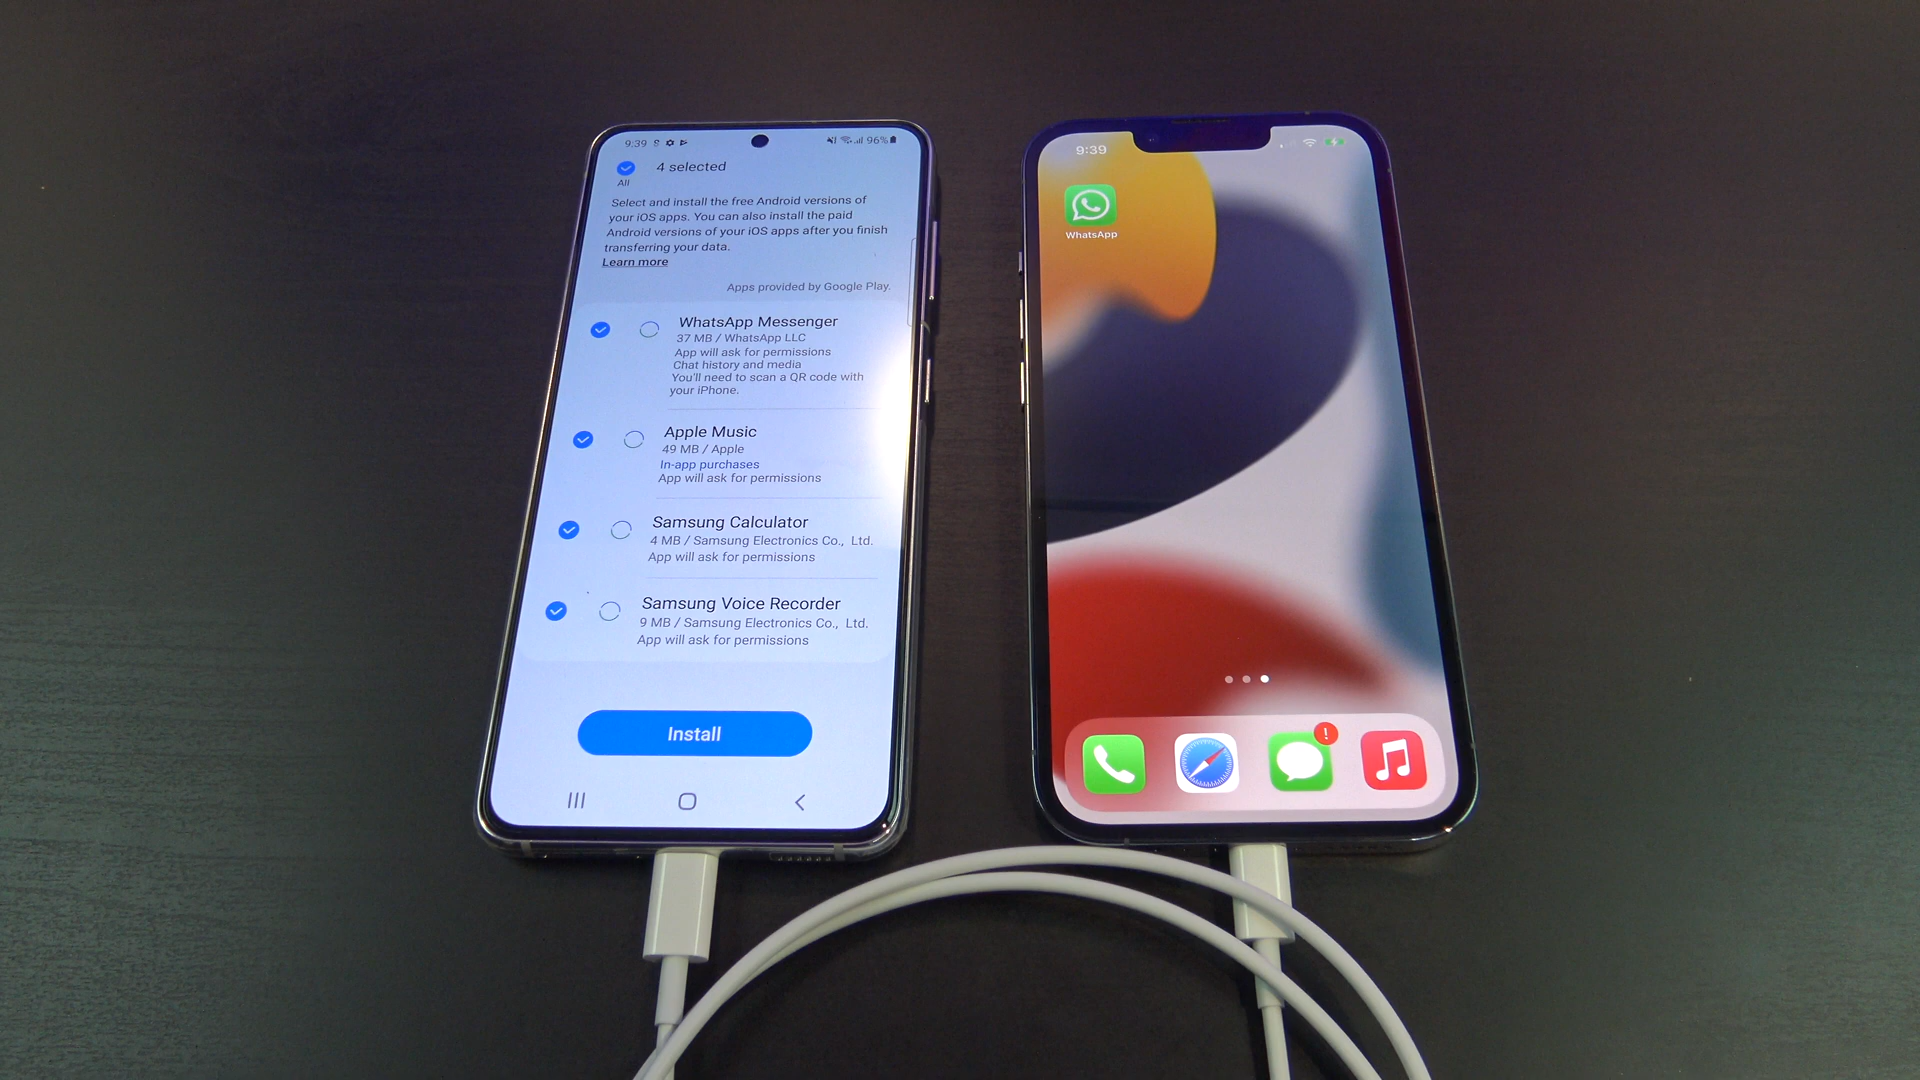 9:39
96%
4 selected
All
Select and install the free Android versions of
your iOS apps. You can also install the paid
Android versions of your iOS apps after you finish
transferring your data.
Learn more
Apps provided by Google Play.
WhatsApp Messenger
37 MB / WhatsApp LLC
App will ask for permissions
Chat history and media
You'll need to scan a QR code with
your iPhone.
Apple Music
49 MB / Apple
In-app purchases
App will ask for permissions
Samsung Calculator
4 MB / Samsung Electronics Co., Ltd.
App will ask for permissions
Samsung Voice Recorder
9 MB / Samsung Electronics Co., Ltd.
App will ask for permissions
Install
9:39
WhatsApp
!